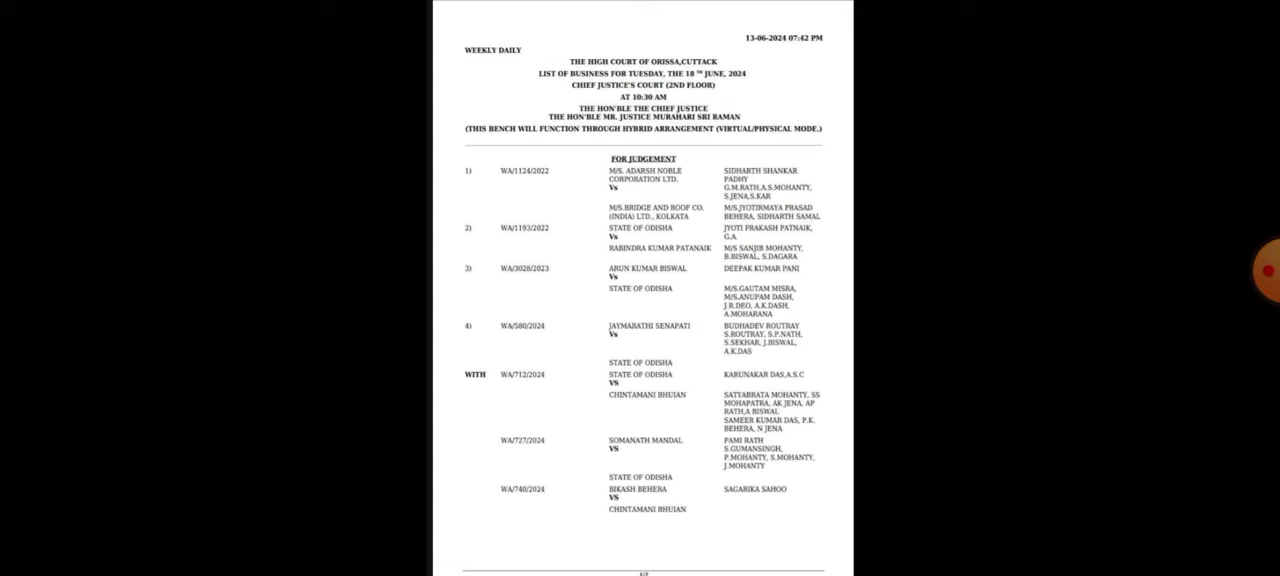 13-06-2024 07:42 PM
WEEKLY DAILY
THE HIGH COURT OF ORISSA,CUTTACK
LIST OF BUSINESS FOR TUESDAY, THE 18 TH JUNE, 2024
CHIEF JUSTICE'S COURT (2ND FLOOR)
AT 10:30 AM
THE HON'BLE THE CHIEF JUSTICE
THE HON'BLE MR. JUSTICE MURAHARI SRI RAMAN
(THIS BENCH WILL FUNCTION THROUGH HYBRID ARRANGEMENT (VIRTUAL/PHYSICAL MODE.)
FOR JUDGEMENT
1) WA/1124/2022 M/S. ADARSH NOBLE SIDHARTH SHANKAR
CORPORATION LTD. PADHY
Vs G.M.RATH,A.S.MOHANTY,
S.JENA,S.KAR
M/S.BRIDGE AND ROOF CO. M/S.JYOTIRMAYA PRASAD
(INDIA) LTD., KOLKATA BEHERA, SIDHARTH SAMAL
2) WA/1193/2022 STATE OF ODISHA JYOTI PRAKASH PATNAIK,
Vs G.A.
RABINDRA KUMAR PATANAIK M/S SANJIB MOHANTY,
B.BISWAL, S.DAGARA
3) WA/3028/2023 ARUN KUMAR BISWAL DEEPAK KUMAR PANI
Vs
STATE OF ODISHA M/S.GAUTAM MISRA,
M/S.ANUPAM DASH,
J.R.DEO, A.K.DASH,
A.MOHARANA
4) WA/580/2024 JAYMARATHI SENAPATI BUDHADEV ROUTRAY
Vs S.ROUTRAY, S.P.NATH,
S.SEKHAR, J.BISWAL,
A.K.DAS
STATE OF ODISHA
WITH WA/712/2024 STATE OF ODISHA KARUNAKAR DAS,A.S.C
VS
CHINTAMANI BHUIAN SATYABRATA MOHANTY, SS
MOHAPATRA, AK JENA, AP
RATH,A BISWAL
SAMEER KUMAR DAS, P.K.
BEHERA, N JENA
WA/727/2024 SOMANATH MANDAL PAMI RATH
VS S.GUMANSINGH,
P.MOHANTY, S.MOHANTY,
J.MOHANTY
STATE OF ODISHA
WA/740/2024 BIKASH BEHERA SAGARIKA SAHOO
VS
CHINTAMANI BHUIAN